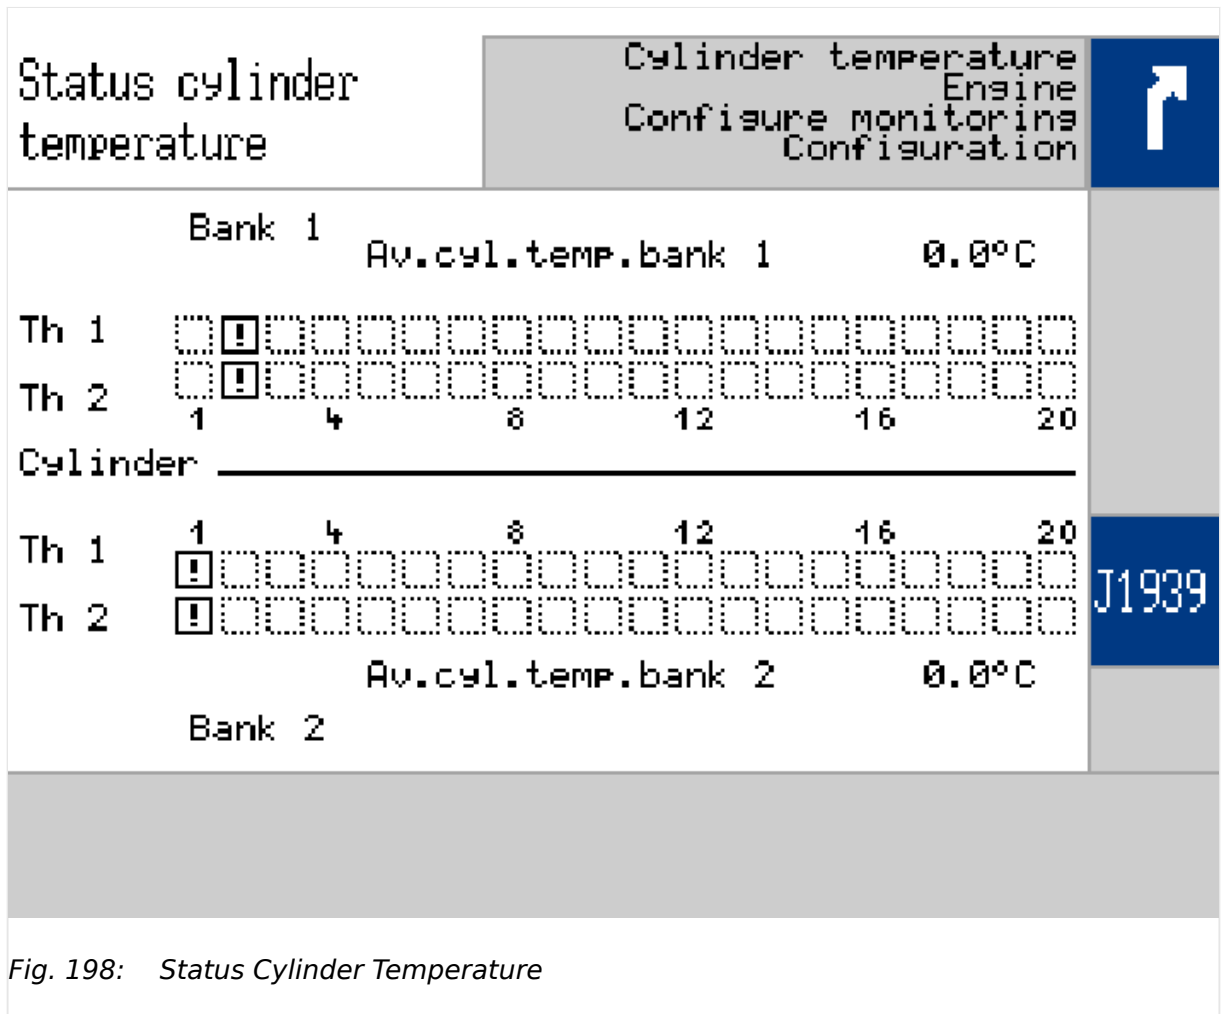 Status cylinder
temperature
Cylinder temperature
Engine
Configure monitoring
Configuration
Bank 1
Av.cyl.temp.bank 1 0.0°C
Th 1 !
Th 2 !
1 4 8 12 16 20
Cylinder
1 4 8 12 16 20
Th 1 !
Th 2 !
J1939
Av.cyl.temp.bank 2 0.0°C
Bank 2
Fig. 198: Status Cylinder Temperature